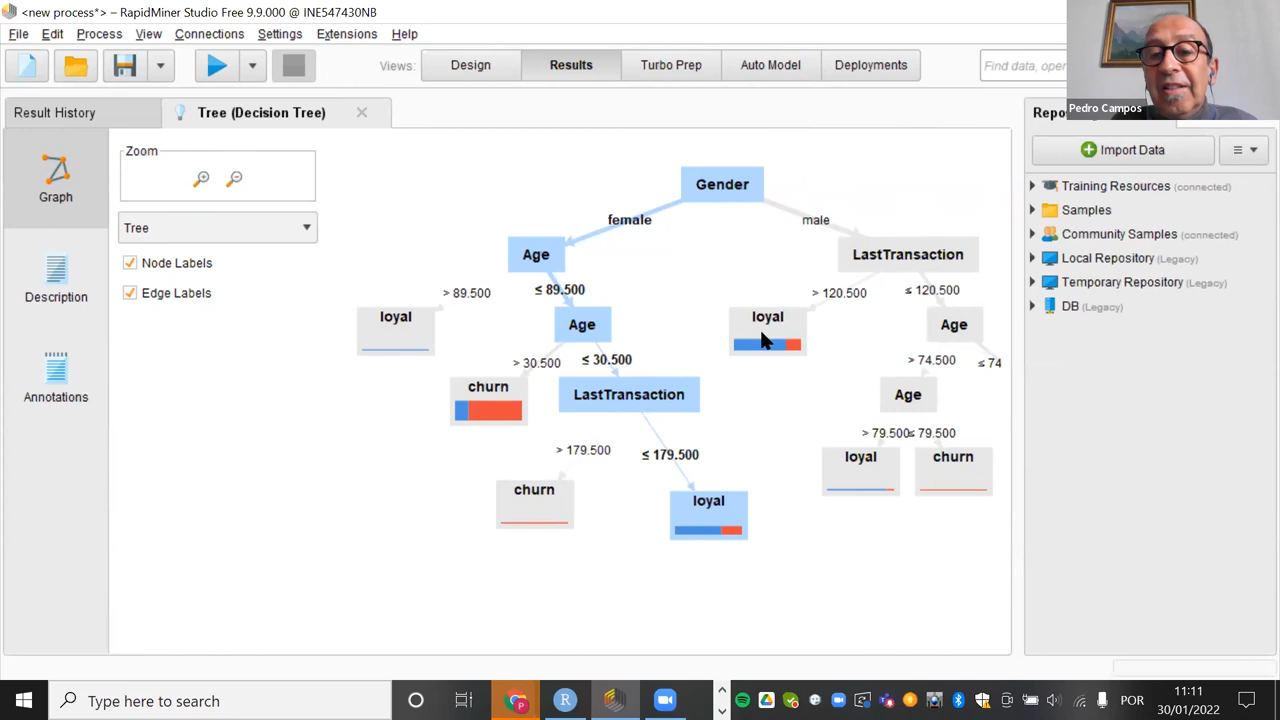 <new process*> – RapidMiner Studio Free 9.9.000 @ INE547430NB
File Edit Process View Connections Settings Extensions Help
Views: Design Results Turbo Prep Auto Model Deployments Find data, oper
Pedro Campos
Result History Tree (Decision Tree) Repo
Zoom
Graph
Tree
Node Labels
Edge Labels
Description
Annotations
Gender
female male
Age LastTransaction
> 89.500 ≤ 89.500 > 120.500 ≤ 120.500
loyal Age loyal Age
> 30.500 ≤ 30.500 > 74.500 ≤ 74
churn LastTransaction Age
> 179.500 ≤ 179.500 > 79.500 ≤ 79.500
loyal churn
churn loyal
Import Data
Training Resources (connected)
Samples
Community Samples (connected)
Local Repository (Legacy)
Temporary Repository (Legacy)
DB (Legacy)
Type here to search
P
R
POR
11:11
30/01/2022